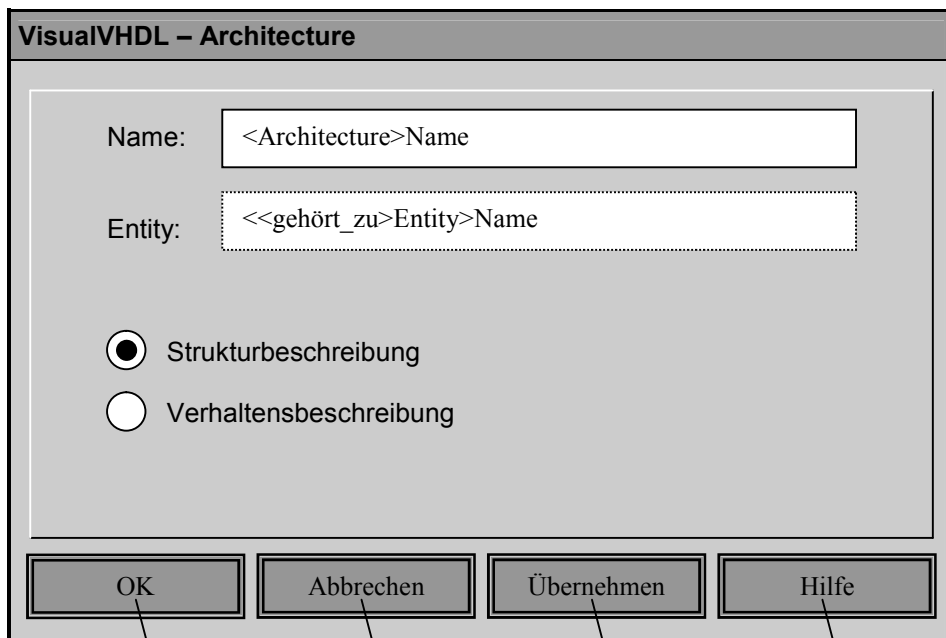 VisualVHDL – Architecture
Name: <Architecture>Name
Entity: <<gehört_zu>Entity>Name
Strukturbeschreibung
Verhaltensbeschreibung
OK Abbrechen Übernehmen Hilfe